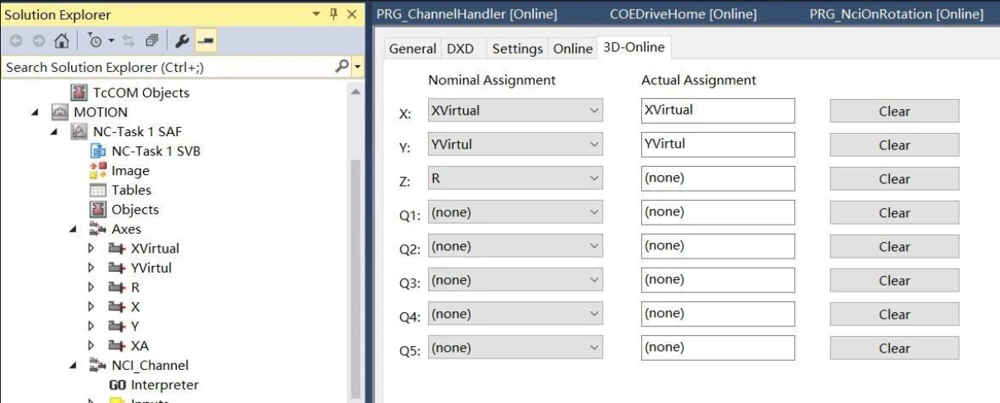 Solution Explorer
PRG_ChannelHandler [Online] COEDriveHome [Online] PRG_NciOnRotation [Online]
Search Solution Explorer (Ctrl+;)
TcCOM Objects
MOTION
NC-Task 1 SAF
NC-Task 1 SVB
Image
Tables
Objects
Axes
XVirtual
YVirtul
R
X
Y
XA
NCI_Channel
GO Interpreter
Inputs
General DXD Settings Online 3D-Online
Nominal Assignment Actual Assignment
X: XVirtual XVirtual Clear
Y: YVirtul YVirtul Clear
Z: R (none) Clear
Q1: (none) (none) Clear
Q2: (none) (none) Clear
Q3: (none) (none) Clear
Q4: (none) (none) Clear
Q5: (none) (none) Clear